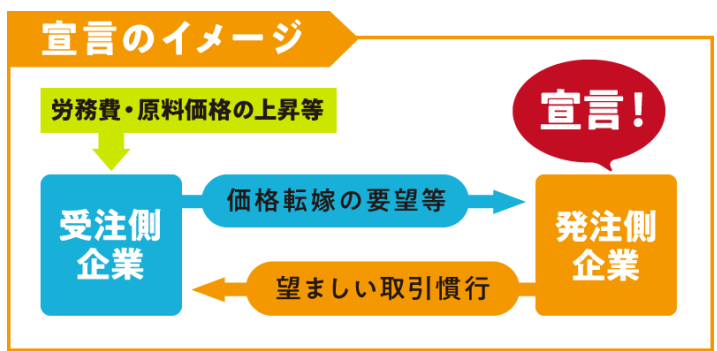 宣言のイメージ
労務費・原料価格の上昇等
宣言!
受注側
企業
価格転嫁の要望等
発注側
企業
望ましい取引慣行